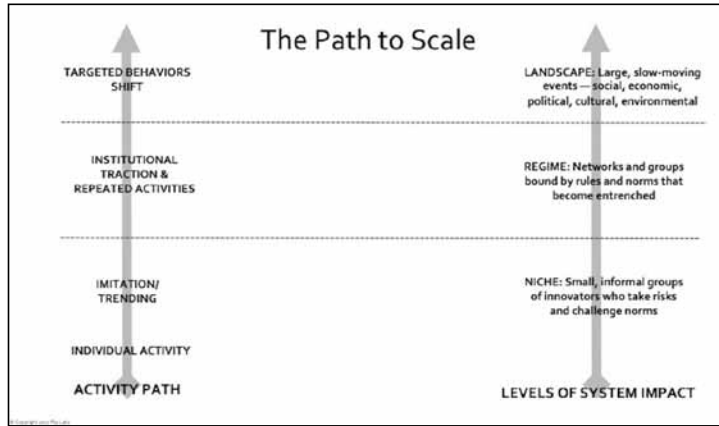 The Path to Scale
TARGETED BEHAVIORS
SHIFT
LANDSCAPE: Large, slow-moving
events — social, economic,
political, cultural, environmental
INSTITUTIONAL
TRACTION &
REPEATED ACTIVITIES
REGIME: Networks and groups
bound by rules and norms that
become entrenched
IMITATION/
TRENDING
NICHE: Small, informal groups
of innovators who take risks
and challenge norms
INDIVIDUAL ACTIVITY
ACTIVITY PATH
LEVELS OF SYSTEM IMPACT
© Copyright